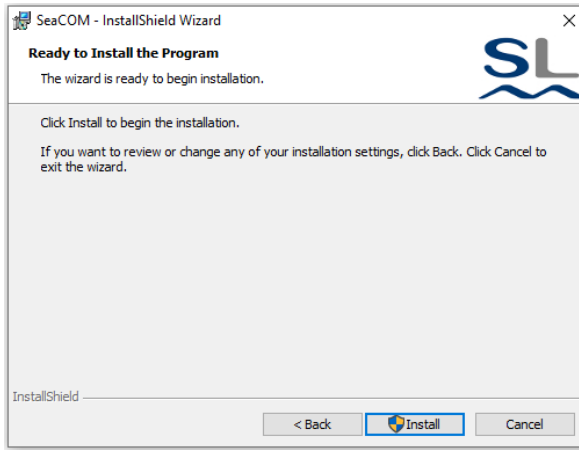 SeaCOM - InstallShield Wizard
Ready to Install the Program
The wizard is ready to begin installation.
SL
Click Install to begin the installation.
If you want to review or change any of your installation settings, click Back. Click Cancel to
exit the wizard.
InstallShield
< Back
Install
Cancel